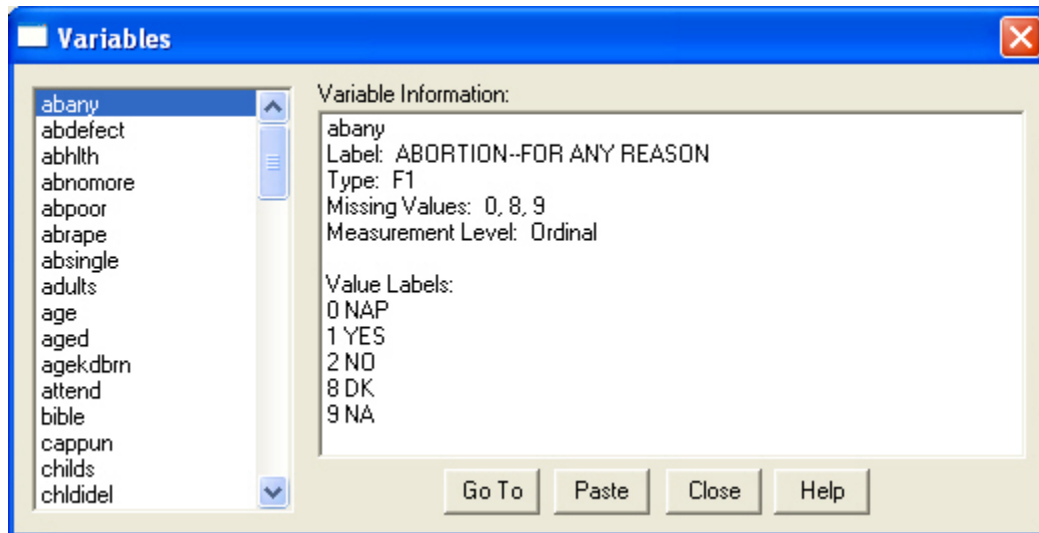 Variables
abany
abdefect
abhlth
abnomore
abpoor
abrape
absingle
adults
age
aged
agekdbrn
attend
bible
cappun
childs
chldidel
Variable Information:
abany
Label: ABORTION--FOR ANY REASON
Type: F1
Missing Values: 0, 8, 9
Measurement Level: Ordinal
Value Labels:
0 NAP
1 YES
2 NO
8 DK
9 NA
Go To
Paste
Close
Help